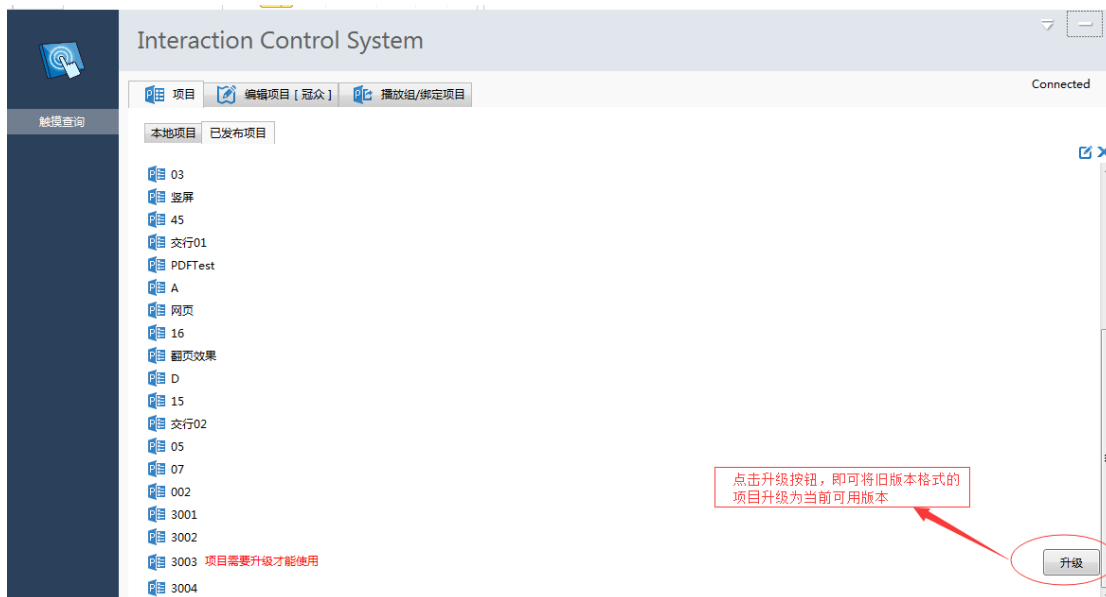 Interaction Control System
Connected
项目
编辑项目 [ 冠众 ]
播放组/绑定项目
触摸查询
本地项目
已发布项目
03
竖屏
45
交行01
PDFTest
A
网页
16
翻页效果
D
15
交行02
05
07
002
3001
3002
3003 项目需要升级才能使用
3004
点击升级按钮，即可将旧版本格式的
项目升级为当前可用版本
升级